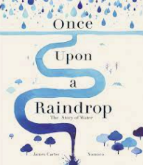 Once
Upon
a
Raindrop
The Story of Water
James Carter
Nomoco